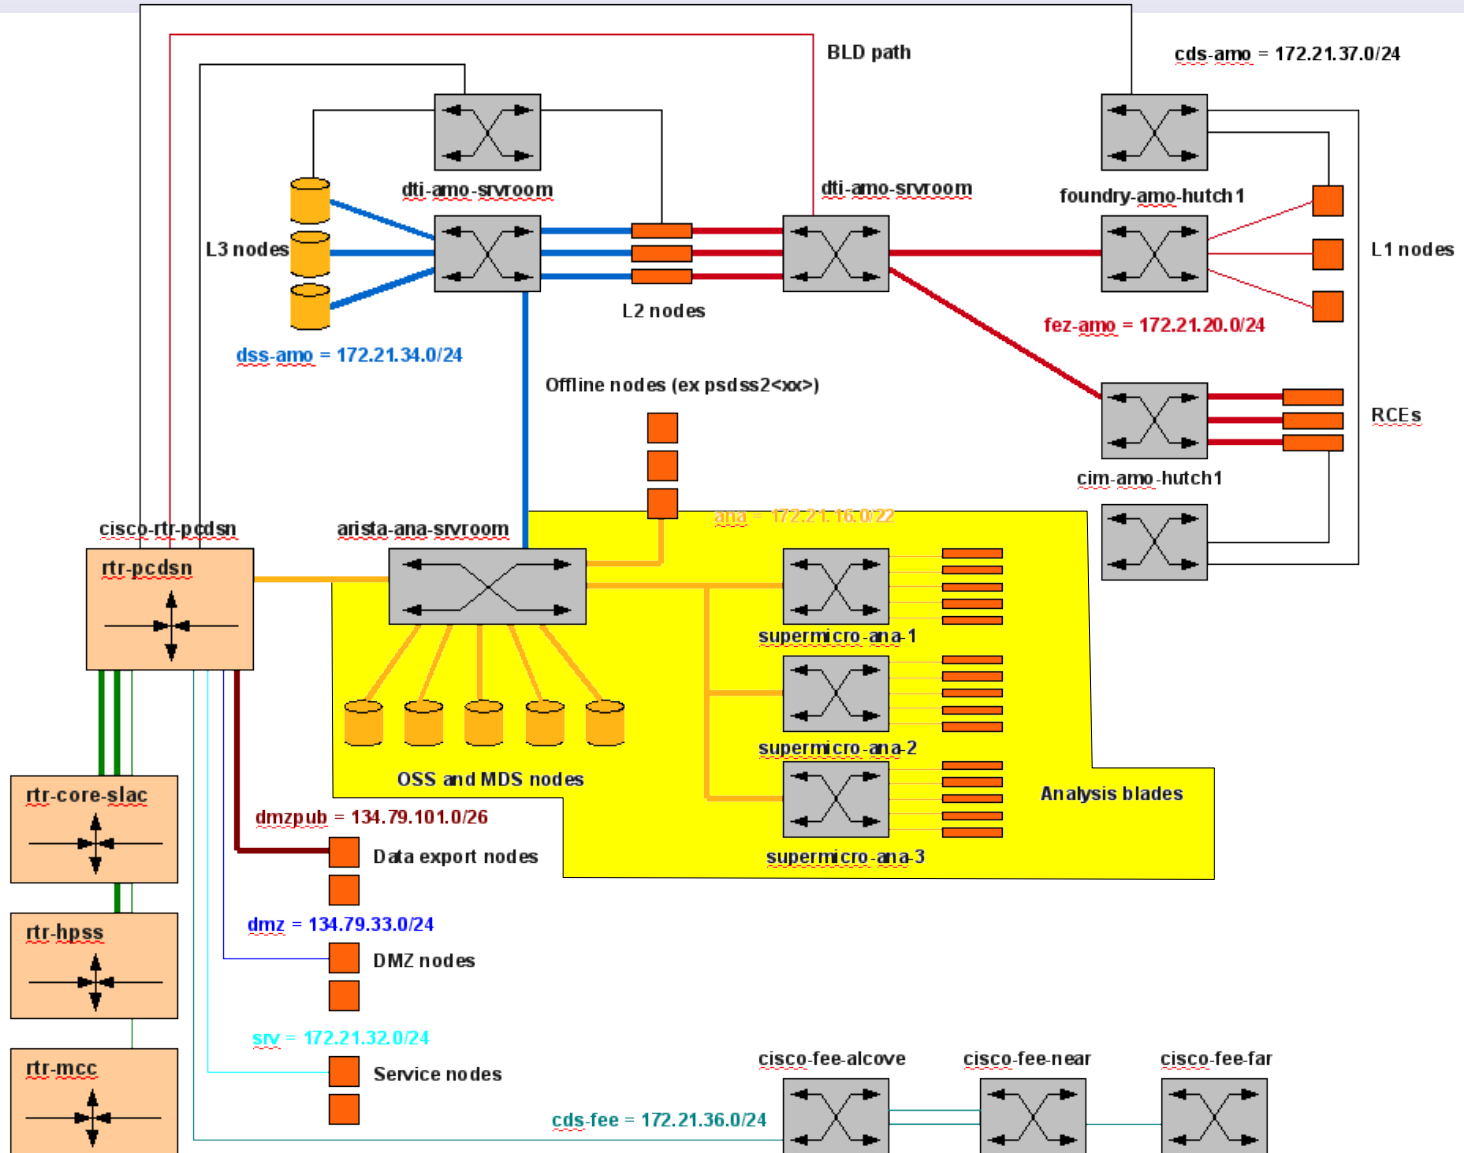 BLD path
cds-amo = 172.21.37.0/24
dti-amo-srvroom
dti-amo-srvroom
foundry-amo-hutch1
L3 nodes
L1 nodes
L2 nodes
fez-amo = 172.21.20.0/24
dss-amo = 172.21.34.0/24
Offline nodes (ex psdss2<xx>)
RCEs
cim-amo-hutch1
ana = 172.21.16.0/22
cisco-rtr-pcdsn
arista-ana-srvroom
rtr-pcdsn
supermicro-ana-1
supermicro-ana-2
OSS and MDS nodes
rtr-core-slac
Analysis blades
dmzpub = 134.79.101.0/26
Data export nodes
supermicro-ana-3
dmz = 134.79.33.0/24
rtr-hpss
DMZ nodes
srv = 172.21.32.0/24
cisco-fee-alcove
cisco-fee-near
cisco-fee-far
rtr-mcc
Service nodes
cds-fee = 172.21.36.0/24